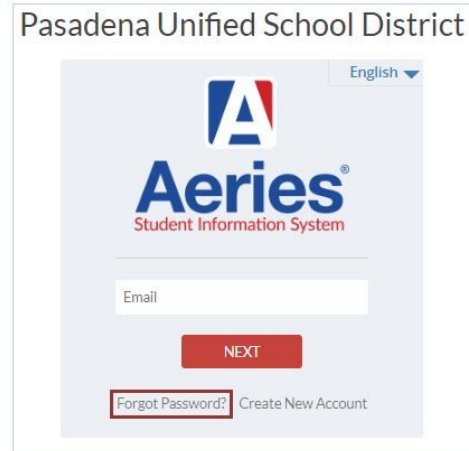 Pasadena Unified School District
English
A
Aeries®
Student Information System
Email
NEXT
Forgot Password? Create New Account